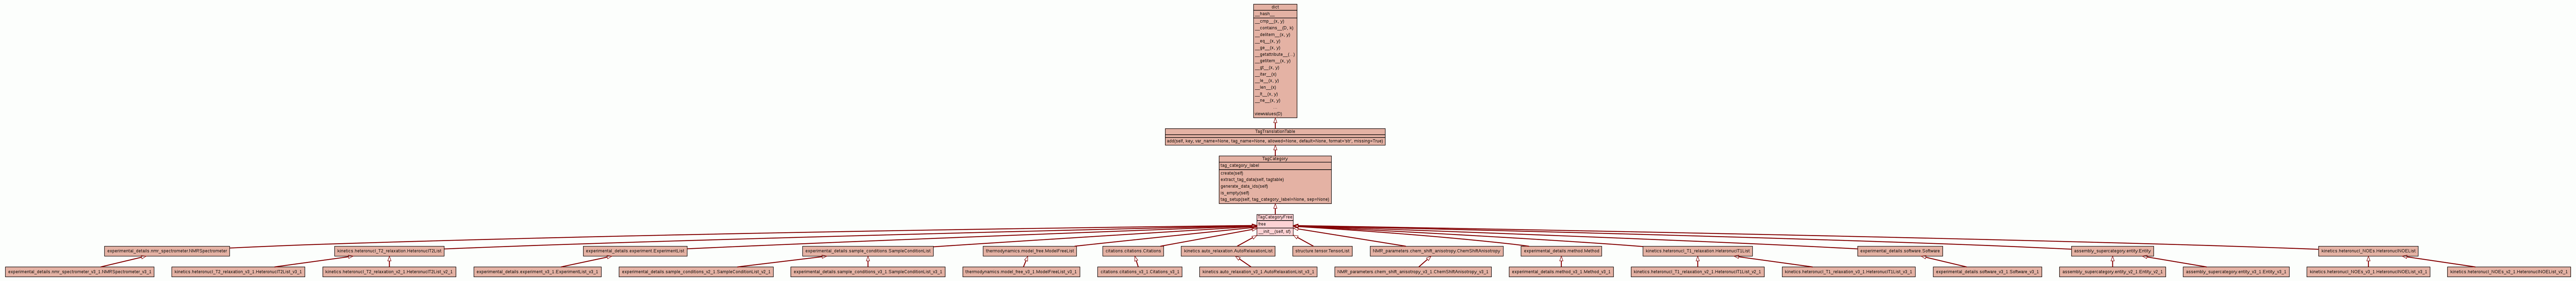 dict
__hash__
__cmp__(x, y)
__contains__(D, k)
__delitem__(x, y)
__eq__(x, y)
__ge__(x, y)
__getattribute__(...)
__getitem__(x, y)
__gt__(x, y)
__iter__(x)
__le__(x, y)
__len__(x)
__lt__(x, y)
__ne__(x, y)
...
viewvalues(D)
TagTranslationTable
add(self, key, var_name=None, tag_name=None, allowed=None, default=None, format='str', missing=True)
TagCategory
tag_category_label
create(self)
extract_tag_data(self, tagtable)
generate_data_ids(self)
is_empty(self)
tag_setup(self, tag_category_label=None, sep=None)
TagCategoryFree
free
__init__(self, sf)
experimental_details.nmr_spectrometer.NMRSpectrometer
kinetics.heteronucl_T2_relaxation.HeteronuclT2List
experimental_details.experiment.ExperimentList
experimental_details.sample_conditions.SampleConditionList
thermodynamics.model_free.ModelFreeList
citations.citations.Citations
kinetics.auto_relaxation.AutoRelaxationList
structure.tensor.TensorList
NMR_parameters.chem_shift_anisotropy.ChemShiftAnisotropy
experimental_details.method.Method
kinetics.heteronucl_T1_relaxation.HeteronuclT1List
experimental_details.software.Software
assembly_supercategory.entity.Entity
kinetics.heteronucl_NOEs.HeteronuclNOEList
experimental_details.nmr_spectrometer_v3_1.NMRSpectrometer_v3_1
kinetics.heteronucl_T2_relaxation_v3_1.HeteronuclT2List_v3_1
kinetics.heteronucl_T2_relaxation_v2_1.HeteronuclT2List_v2_1
experimental_details.experiment_v3_1.ExperimentList_v3_1
experimental_details.sample_conditions_v2_1.SampleConditionList_v2_1
experimental_details.sample_conditions_v3_1.SampleConditionList_v3_1
thermodynamics.model_free_v3_1.ModelFreeList_v3_1
citations.citations_v3_1.Citations_v3_1
kinetics.auto_relaxation_v3_1.AutoRelaxationList_v3_1
NMR_parameters.chem_shift_anisotropy_v3_1.ChemShiftAnisotropy_v3_1
experimental_details.method_v3_1.Method_v3_1
kinetics.heteronucl_T1_relaxation_v2_1.HeteronuclT1List_v2_1
kinetics.heteronucl_T1_relaxation_v3_1.HeteronuclT1List_v3_1
experimental_details.software_v3_1.Software_v3_1
assembly_supercategory.entity_v2_1.Entity_v2_1
assembly_supercategory.entity_v3_1.Entity_v3_1
kinetics.heteronucl_NOEs_v3_1.HeteronuclNOEList_v3_1
kinetics.heteronucl_NOEs_v2_1.HeteronuclNOEList_v2_1